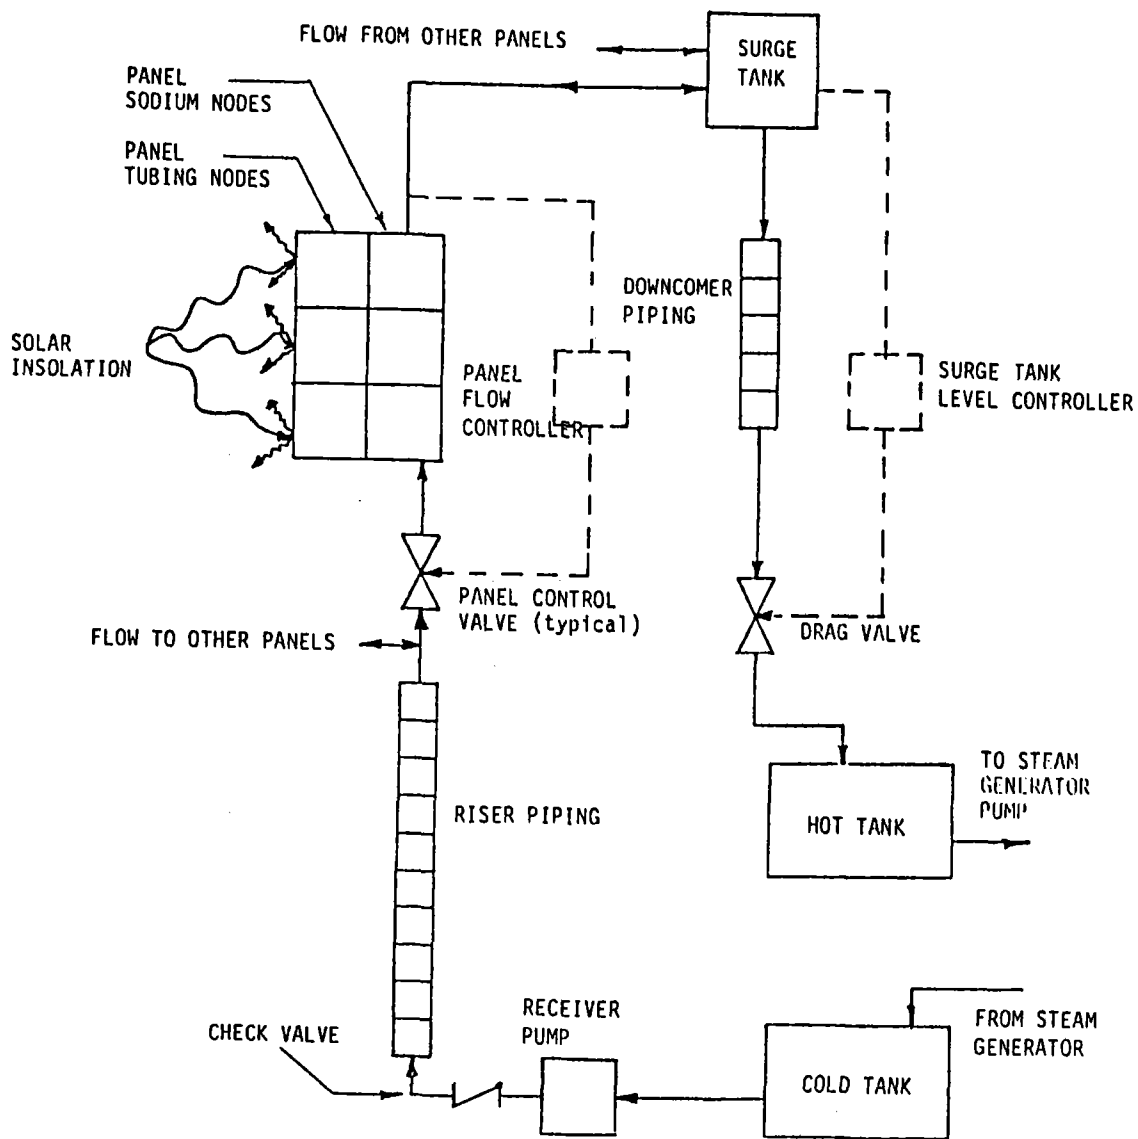 FLOW FROM OTHER PANELS
SURGE
TANK
PANEL
SODIUM NODES
PANEL
TUBING NODES
DOWNCOMER
PIPING
SOLAR
INSOLATION
PANEL
FLOW
CONTROLLER
SURGE TANK
LEVEL CONTROLLER
PANEL CONTROL
VALVE (typical)
DRAG VALVE
FLOW TO OTHER PANELS
TO STEAM
GENERATOR
PUMP
RISER PIPING
HOT TANK
RECEIVER
PUMP
CHECK VALVE
FROM STEAM
GENERATOR
COLD TANK